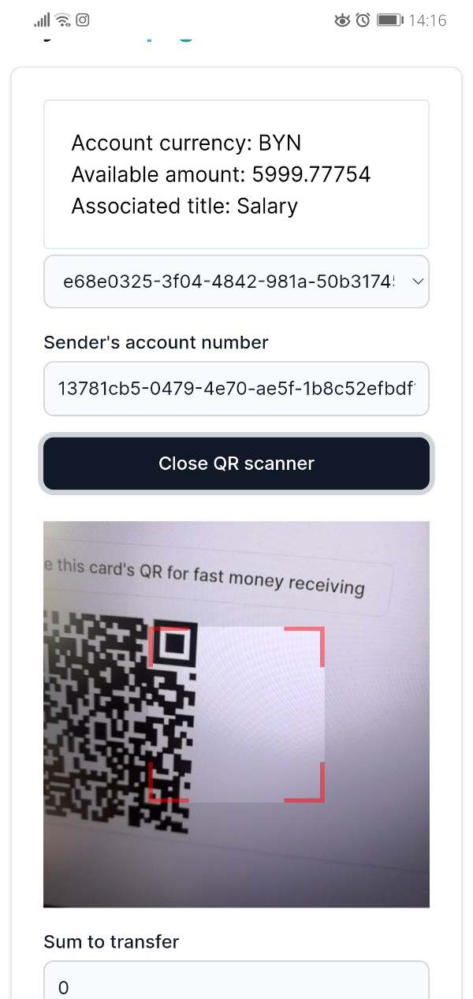 14:16
Account currency: BYN
Available amount: 5999.77754
Associated title: Salary
e68e0325-3f04-4842-981a-50b3174
Sender's account number
13781cb5-0479-4e70-ae5f-1b8c52efbdf
Close QR scanner
e this card's QR for fast money receiving
Sum to transfer
0